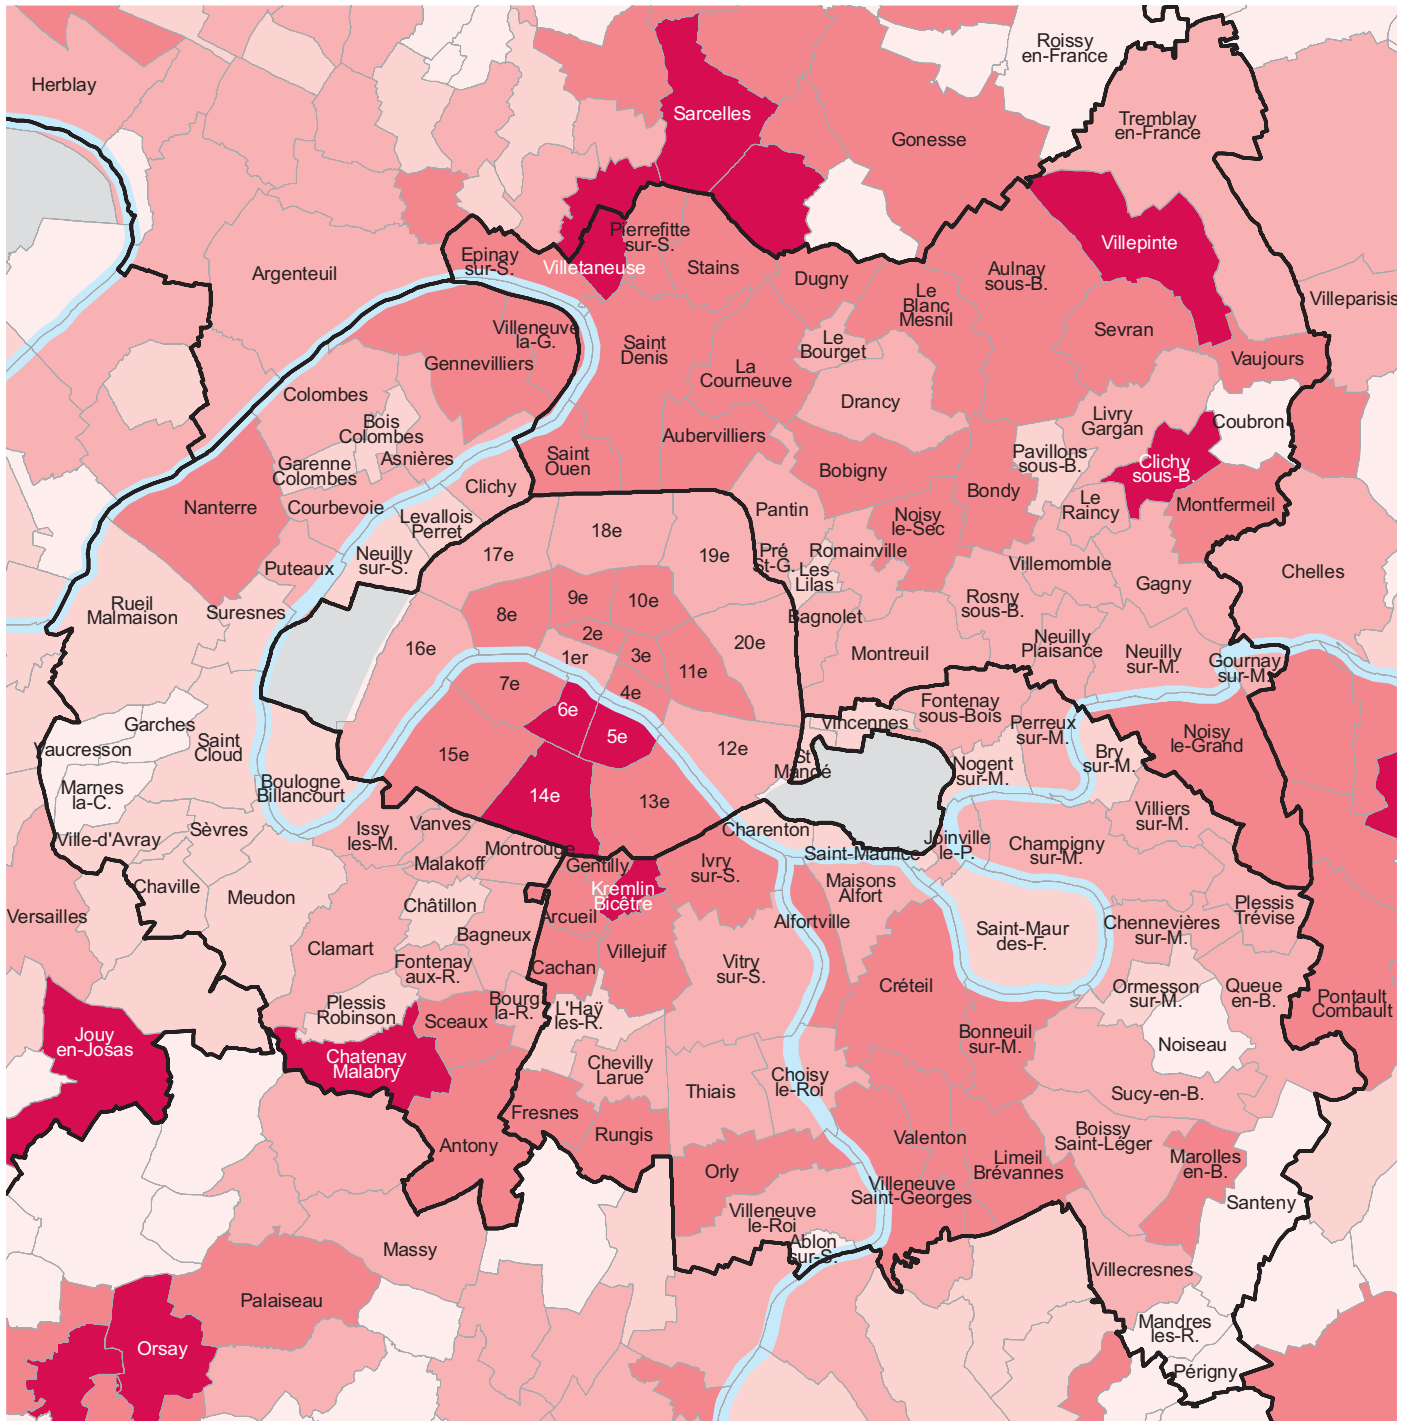 Roissy
en-France
Herblay
Sarcelles
Tremblay
en-France
Gonesse
Pierrefitte
sur-S.
Villepinte
Epinay
sur-S.
Villetaneuse
Stains
Argenteuil
Dugny
Aulnay
sous-B.
Villeparisis
Le
Blanc
Mesnil
Villeneuve
la-G.
Sevran
Saint
Denis
Le
Bourget
Vaujours
Gennevilliers
La
Courneuve
Colombes
Drancy
Bois
Colombes
Livry
Gargan
Coubron
Aubervilliers
Asnières
Garenne
Colombes
Saint
Ouen
Pavillons
sous-B.
Clichy
sous-B.
Bobigny
Clichy
Bondy
Le
Raincy
Montfermeil
Nanterre
Courbevoie
Levallois
Perret
Pantin
Noisy
le-Sec
18e
17e
19e
Neuilly
sur-S.
Pré
St-G.
Romainville
Puteaux
Les
Lilas
Villemomble
Chelles
Gagny
Rueil
Malmaison
Suresnes
8e
9e
10e
Rosny
sous-B.
Bagnolet
2e
16e
1er
3e
20e
Montreuil
Neuilly
Plaisance
Neuilly
sur-M.
Gournay
sur-M.
11e
7e
4e
6e
5e
Fontenay
sous-Bois
Perreux
sur-M.
Garches
Vaucresson
Saint
Cloud
Vincennes
Noisy
le-Grand
15e
12e
St
Mandé
Nogent
sur-M.
Bry
sur-M.
Marnes
la-C.
Boulogne
Billancourt
14e
13e
Villiers
sur-M.
Ville-d'Avray
Sèvres
Issy
les-M.
Vanves
Charenton
Montrouge
Malakoff
Saint-Maurice
Joinville
le-P.
Champigny
sur-M.
Gentilly
Ivry
sur-S.
Chaville
Meudon
Kremlin
Bicêtre
Maisons
Alfort
Versailles
Châtillon
Arcueil
Alfortville
Plessis
Trévise
Clamart
Bagneux
Saint-Maur
des-F.
Chennevières
sur-M.
Villejuif
Fontenay
aux-R.
Cachan
Vitry
sur-S.
Créteil
Ormesson
sur-M.
Queue
en-B.
Pontault
Combault
Plessis
Robinson
Sceaux
Bourg
la-R.
L'Haÿ
les-R.
Bonneuil
sur-M.
Noiseau
Jouy
en-Josas
Chatenay
Malabry
Chevilly
Larue
Thiais
Choisy
le-Roi
Sucy-en-B.
Fresnes
Rungis
Antony
Valenton
Boissy
Saint-Léger
Limeil
Brévannes
Marolles
en-B.
Orly
Villeneuve
Saint-Georges
Santeny
Villeneuve
le-Roi
Massy
Ablon
sur-S.
Villecresnes
Palaiseau
Mandres
les-R.
Orsay
Périgny